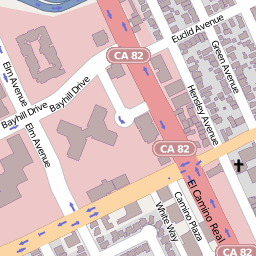 Euclid Avenue
CA 82
Elm Avenue
Bayhill Drive
Green Avenue
Bayhill Drive
Hensley Avenue
Elm Avenue
CA 82
El Camino Real
Camino Plaza
White Way
CA 82